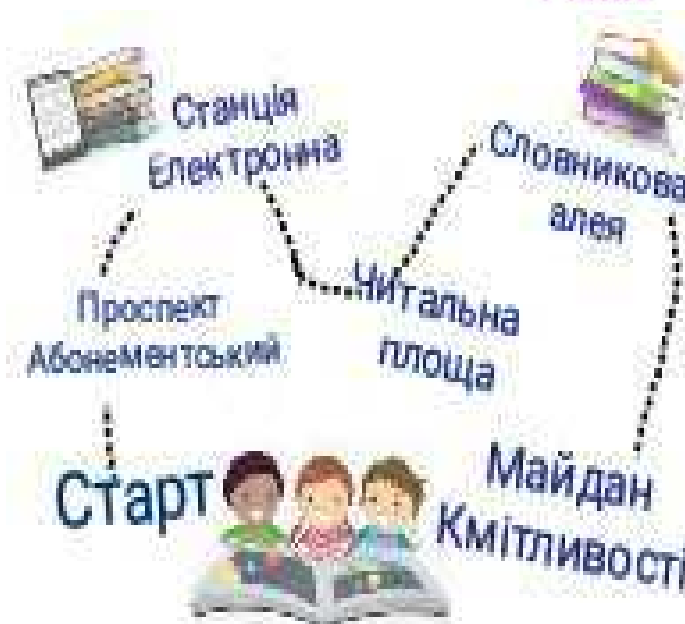 Станція
Електронна
Словникова
алея
Проспект
Абонементський
Читальна
площа
Старт
Майдан
Кмітливості